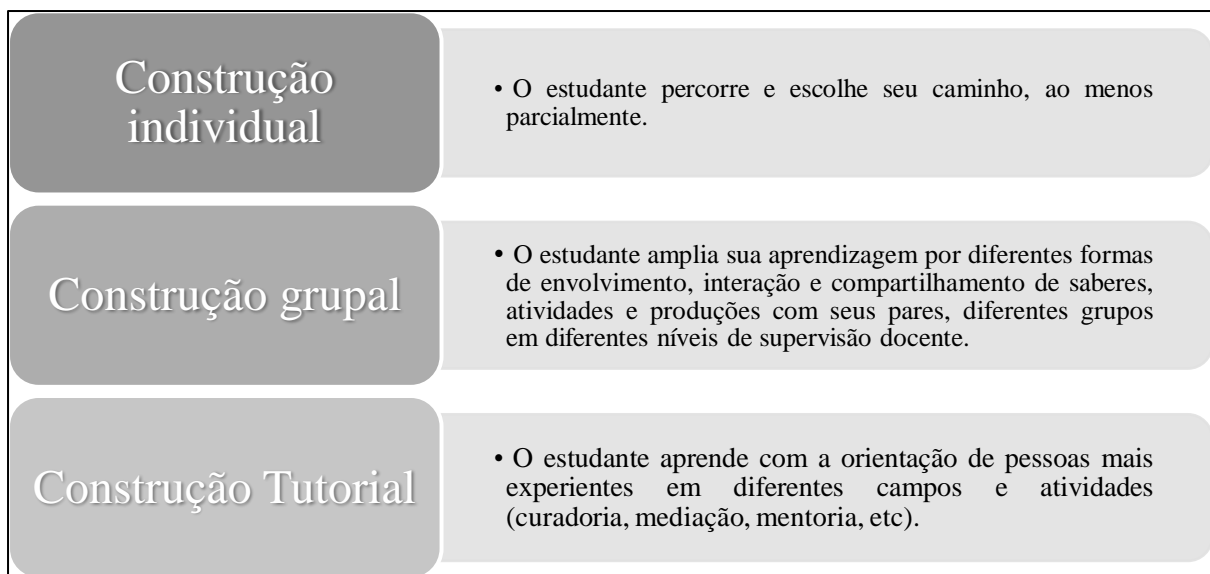 Construção
individual
• O estudante percorre e escolhe seu caminho, ao menos
parcialmente.
Construção grupal
• O estudante amplia sua aprendizagem por diferentes formas
de envolvimento, interação e compartilhamento de saberes,
atividades e produções com seus pares, diferentes grupos
em diferentes níveis de supervisão docente.
Construção Tutorial
• O estudante aprende com a orientação de pessoas mais
experientes em diferentes campos e atividades
(curadoria, mediação, mentoria, etc).